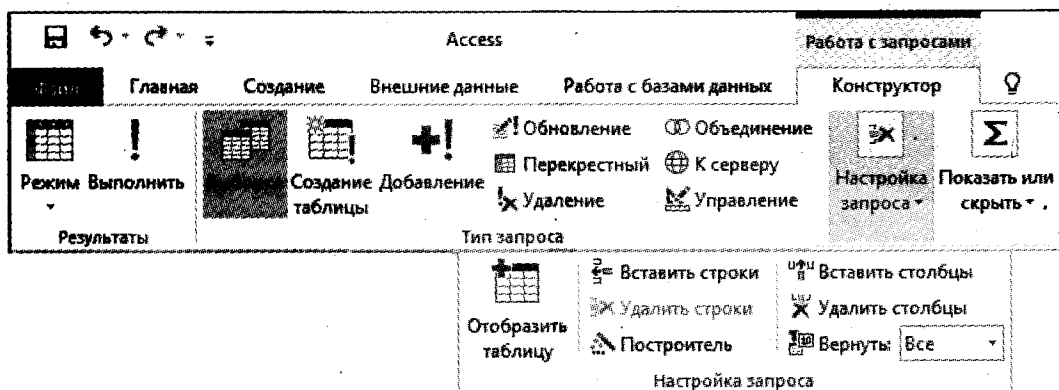 Access
Работа с запросами
Главная Создание Внешние данные Работа с базами данных Конструктор
Режим
Выполнить
Создание таблицы
Добавление
Обновление
Перекрестный
Удаление
Объединение
К серверу
Управление
Настройка запроса
Показать или скрыть
Результаты
Тип запроса
Отобразить таблицу
Вставить строки
Удалить строки
Построитель
Вставить столбцы
Удалить столбцы
Вернуть: Все
Настройка запроса